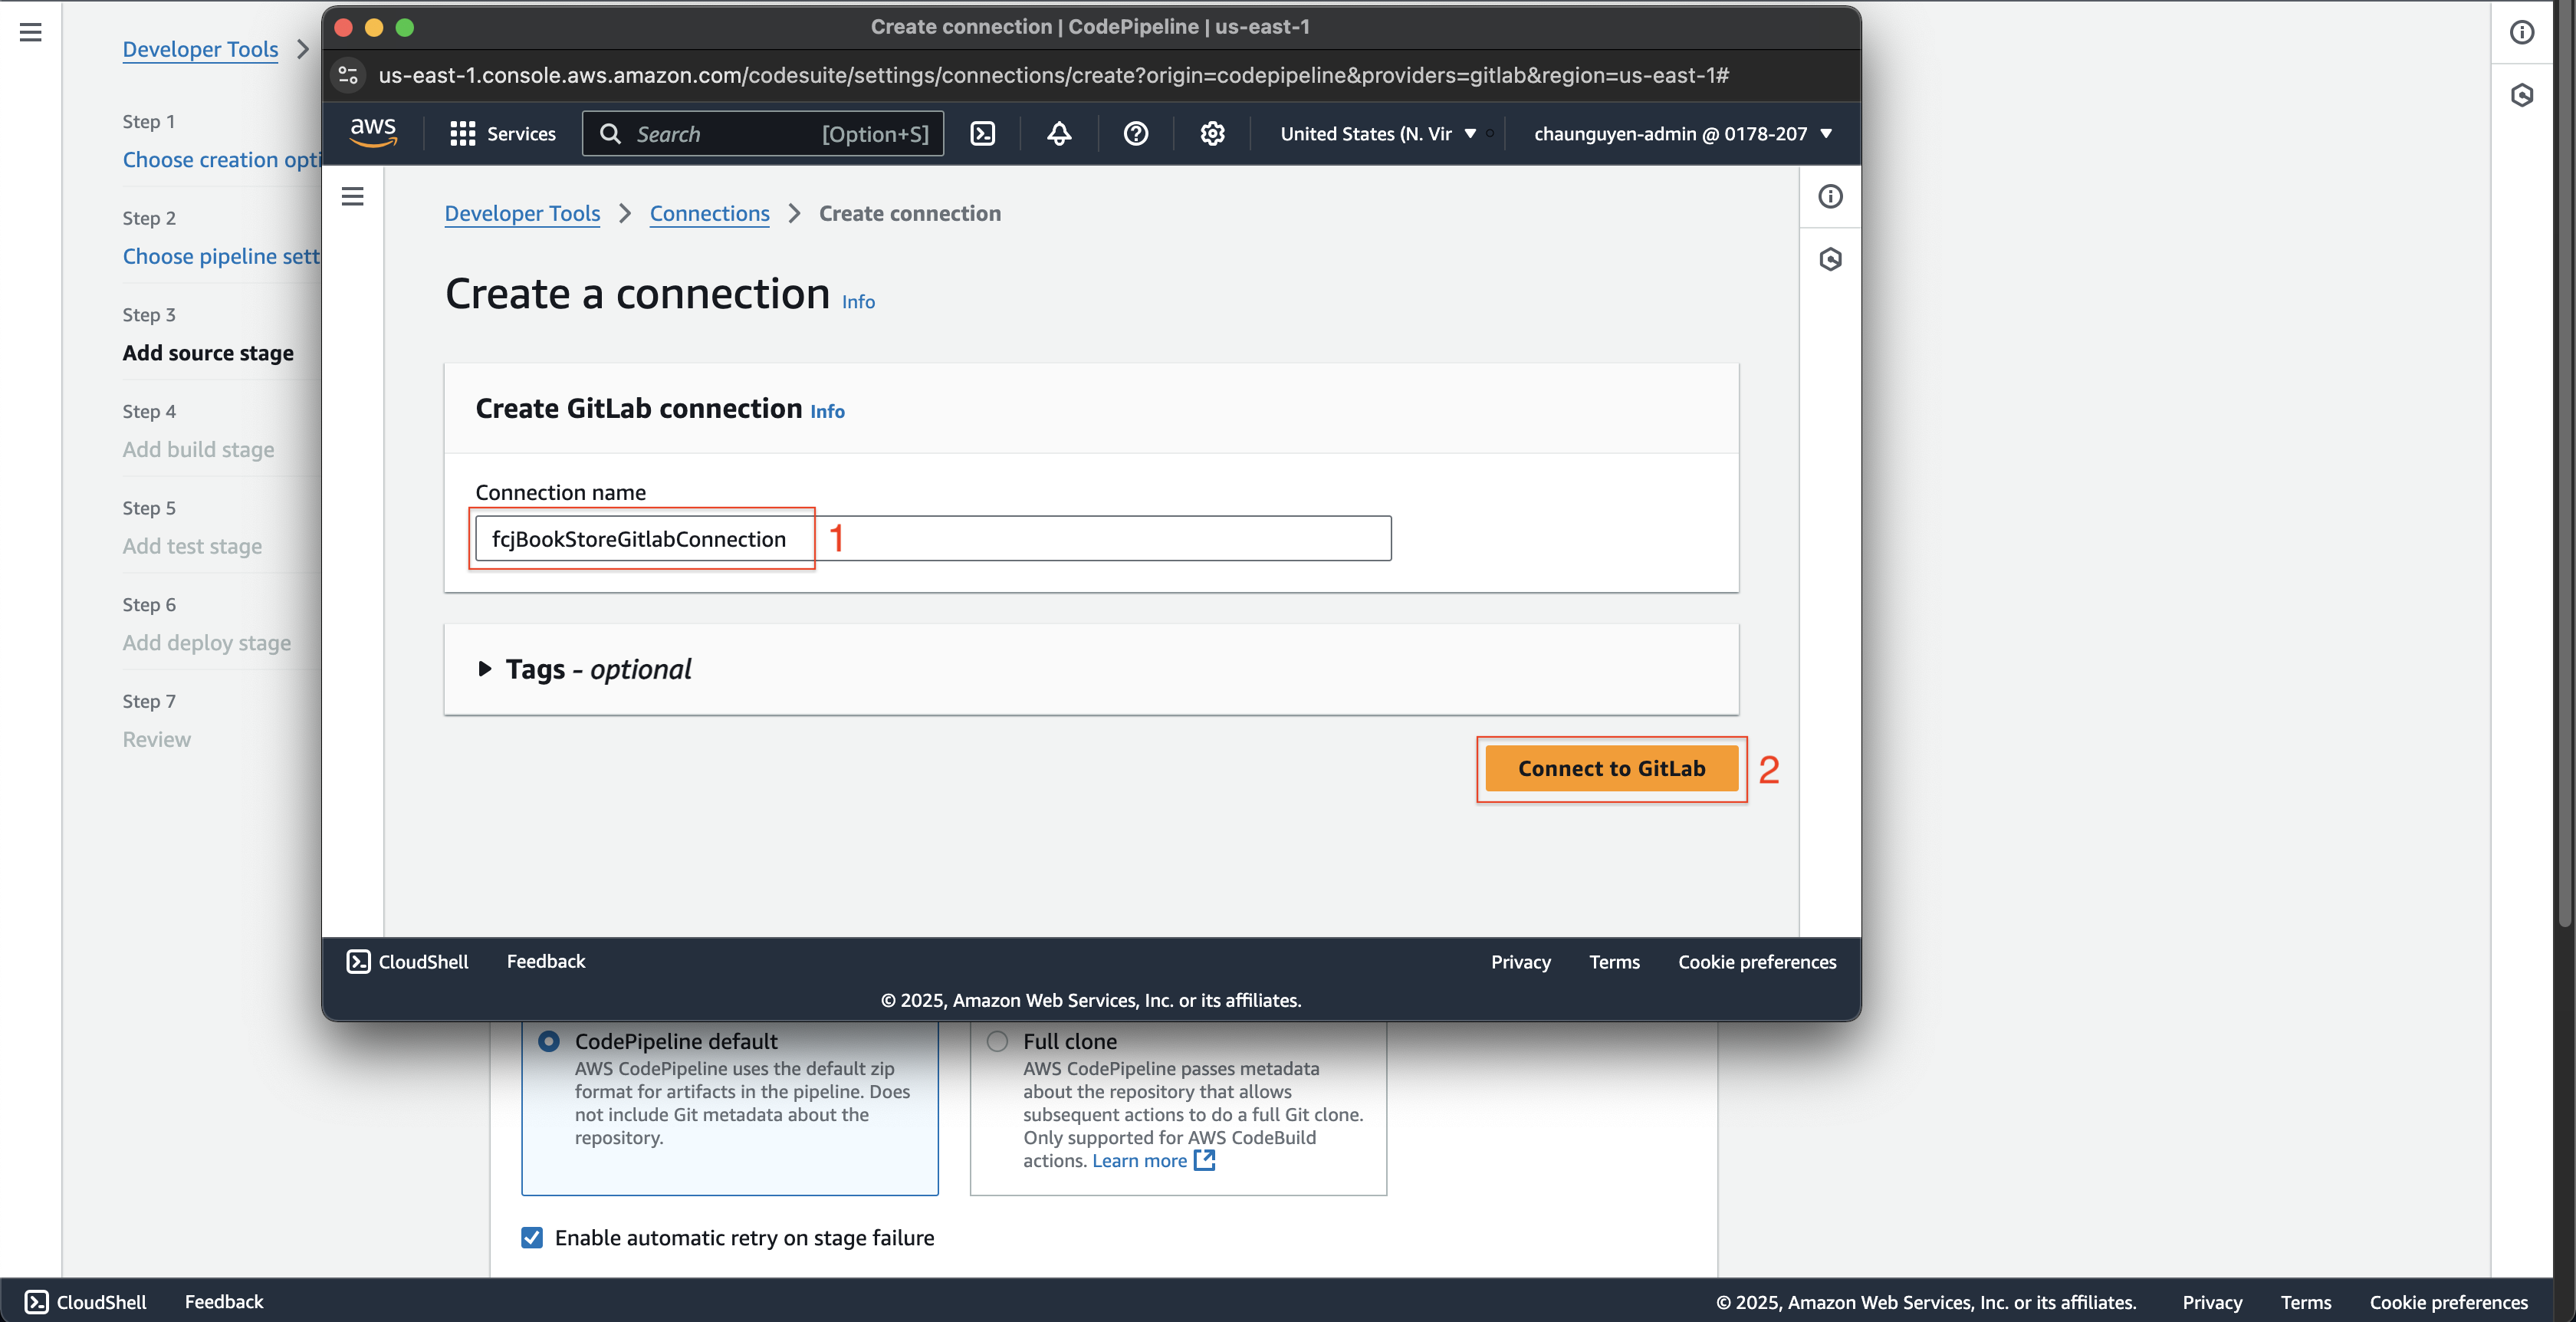 Create connection | CodePipeline | us-east-1
us-east-1.console.aws.amazon.com/codesuite/settings/connections/create?origin=codepipeline&providers=gitlab&region=us-east-1#
aws
Services
Search [Option+S]
United States (N. Vir
chaunguyen-admin @ 0178-207
Developer Tools > Connections > Create connection
Create a connection Info
Create GitLab connection Info
Connection name
fcjBookStoreGitlabConnection 1
Tags - optional
Connect to GitLab 2
CloudShell Feedback
Privacy Terms Cookie preferences
© 2025, Amazon Web Services, Inc. or its affiliates.
Developer Tools >
Step 1
Choose creation opti
Step 2
Choose pipeline sett
Step 3
Add source stage
Step 4
Add build stage
Step 5
Add test stage
Step 6
Add deploy stage
Step 7
Review
CodePipeline default
AWS CodePipeline uses the default zip
format for artifacts in the pipeline. Does
not include Git metadata about the
repository.
Full clone
AWS CodePipeline passes metadata
about the repository that allows
subsequent actions to do a full Git clone.
Only supported for AWS CodeBuild
actions. Learn more
Enable automatic retry on stage failure
CloudShell Feedback
© 2025, Amazon Web Services, Inc. or its affiliates. Privacy Terms Cookie preferences